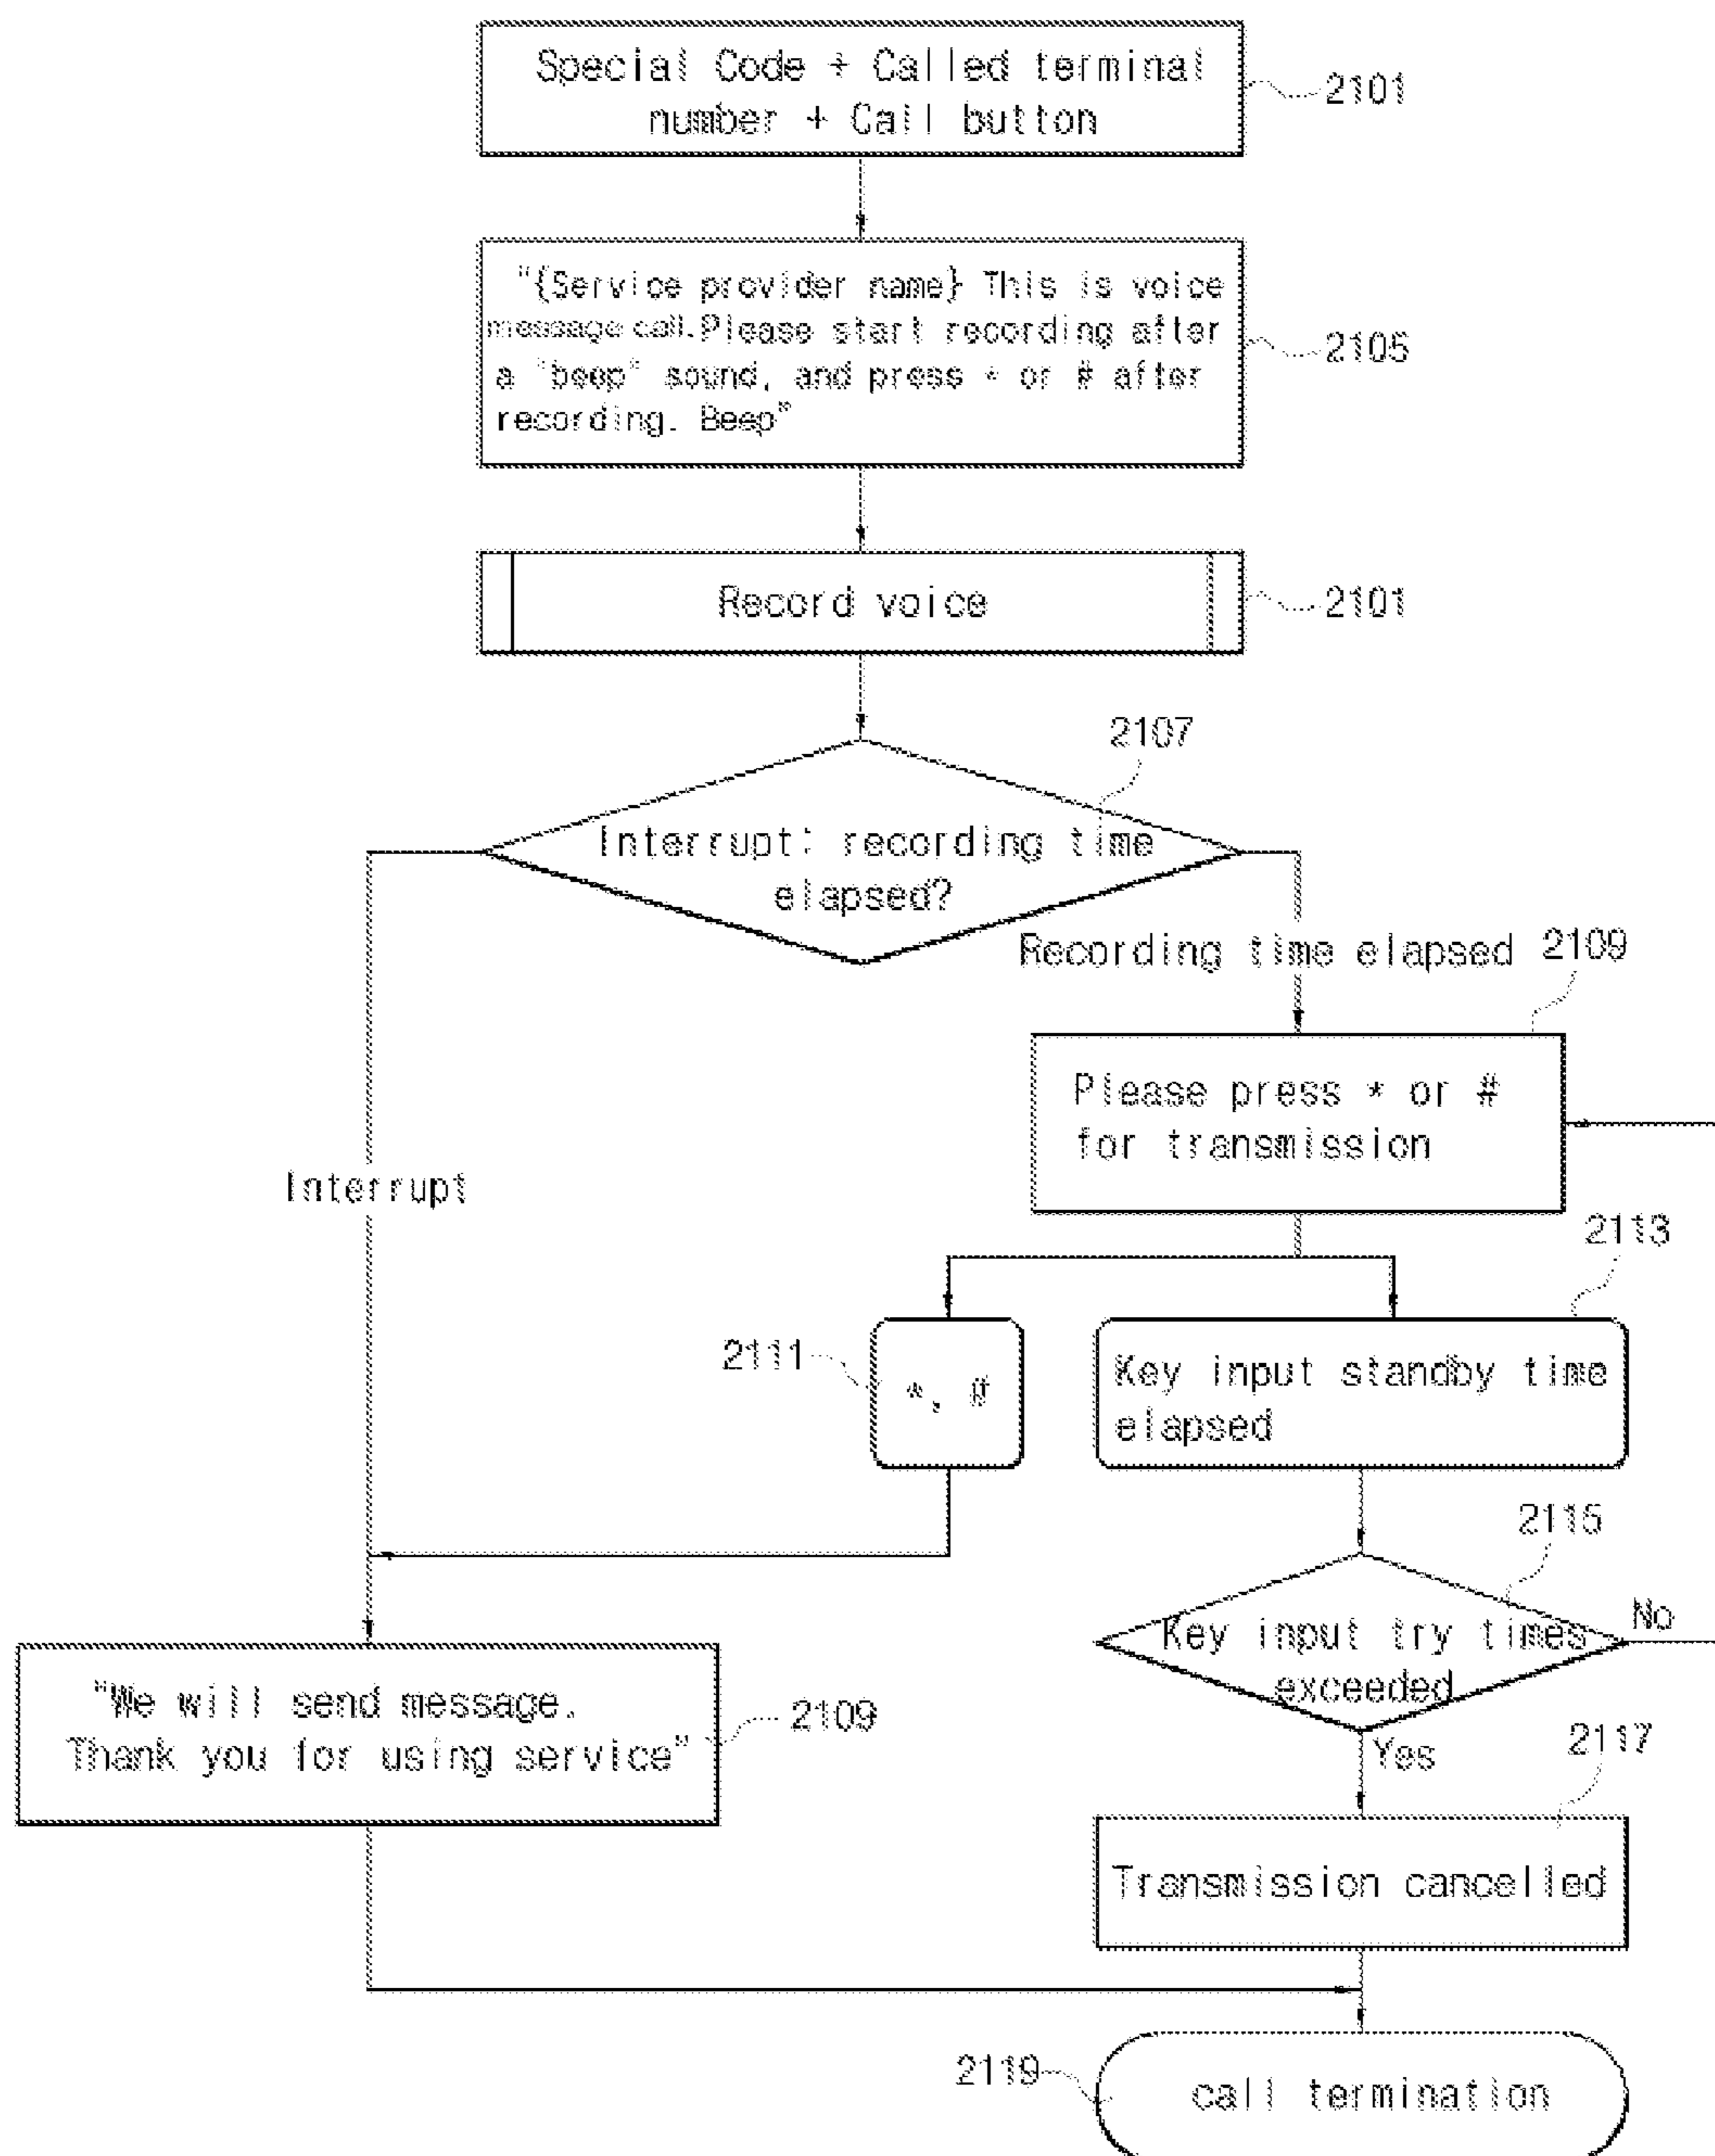 Special Code + Called terminal
number + Call button
2101
"{Service provider name} This is voice
message call.Please start recording after
a "beep" sound, and press * or # after
recording. Beep"
2105
Record voice
2101
2107
Interrupt: recording time
elapsed?
Recording time elapsed
2109
Please press * or #
for transmission
Interrupt
2113
2111
*, #
Key input standby time
elapsed
2115
Key input try times
exceeded
No
"We will send message.
Thank you for using service"
2109
Yes
2117
Transmission cancelled
2119
call termination